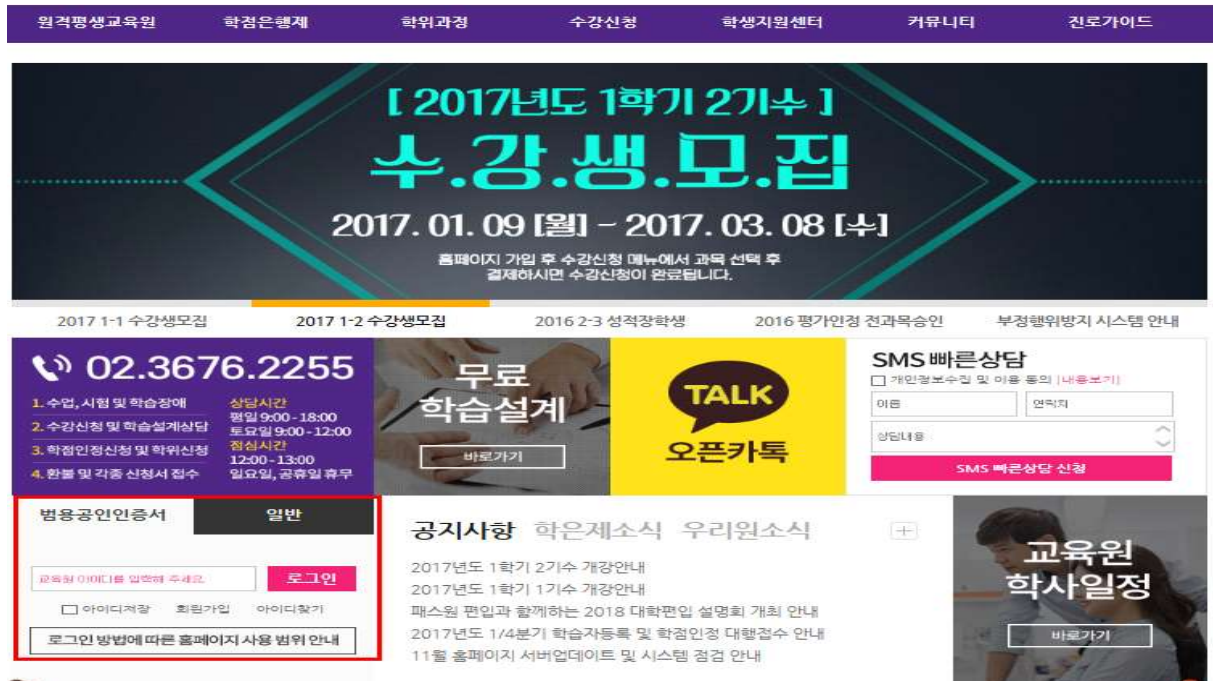 원격평생교육원 학점은행제 학위과정 수강신청 학생지원센터 커뮤니티 진로가이드
[ 2017년도 1학기 2기수 ]
수.강.생.모.집
2017. 01. 09 [월] - 2017. 03. 08 [수]
홈페이지 가입 후 수강신청 메뉴에서 과목 선택 후
결제하시면 수강신청이 완료됩니다.
2017 1-1 수강생모집 2017 1-2 수강생모집 2016 2-3 성적장학생 2016 평가인정 전과목승인 부정행위방지 시스템 안내
02.3676.2255
1. 수업, 시험 및 학습장애
2. 수강신청 및 학습설계상담
3. 학점인정신청 및 학위신청
4. 환불 및 각종 신청서 접수
상담시간
평일 9:00 - 18:00
토요일 9:00 - 12:00
점심시간
12:00 - 13:00
일요일, 공휴일 휴무
무료
학습설계
바로가기
TALK
오픈카톡
SMS 빠른상담
개인정보수집 및 이용 동의 [내용보기]
이름 연락처
상담내용
SMS 빠른상담 신청
범용공인인증서 일반
교육원 아이디를 입력해 주세요. 로그인
아이디저장 회원가입 아이디찾기
로그인 방법에 따른 홈페이지 사용 범위 안내
공지사항 학은제소식 우리원소식
2017년도 1학기 2기수 개강안내
2017년도 1학기 1기수 개강안내
패스원 편입과 함께하는 2018 대학편입 설명회 개최 안내
2017년도 1/4분기 학습자등록 및 학점인정 대행접수 안내
11월 홈페이지 서버업데이트 및 시스템 점검 안내
교육원
학사일정
바로가기